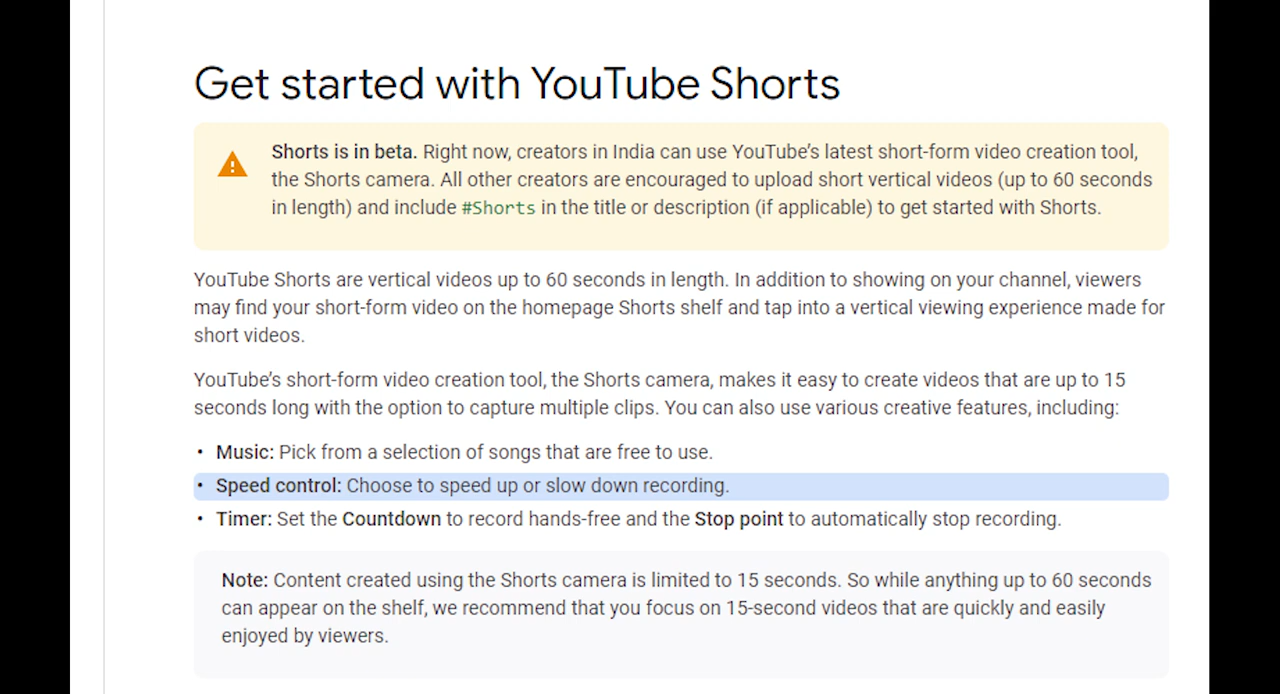 Get started with YouTube Shorts
Shorts is in beta. Right now, creators in India can use YouTube’s latest short-form video creation tool,
the Shorts camera. All other creators are encouraged to upload short vertical videos (up to 60 seconds
in length) and include #Shorts in the title or description (if applicable) to get started with Shorts.
YouTube Shorts are vertical videos up to 60 seconds in length. In addition to showing on your channel, viewers
may find your short-form video on the homepage Shorts shelf and tap into a vertical viewing experience made for
short videos.
YouTube’s short-form video creation tool, the Shorts camera, makes it easy to create videos that are up to 15
seconds long with the option to capture multiple clips. You can also use various creative features, including:
• Music: Pick from a selection of songs that are free to use.
• Speed control: Choose to speed up or slow down recording.
• Timer: Set the Countdown to record hands-free and the Stop point to automatically stop recording.
Note: Content created using the Shorts camera is limited to 15 seconds. So while anything up to 60 seconds
can appear on the shelf, we recommend that you focus on 15-second videos that are quickly and easily
enjoyed by viewers.